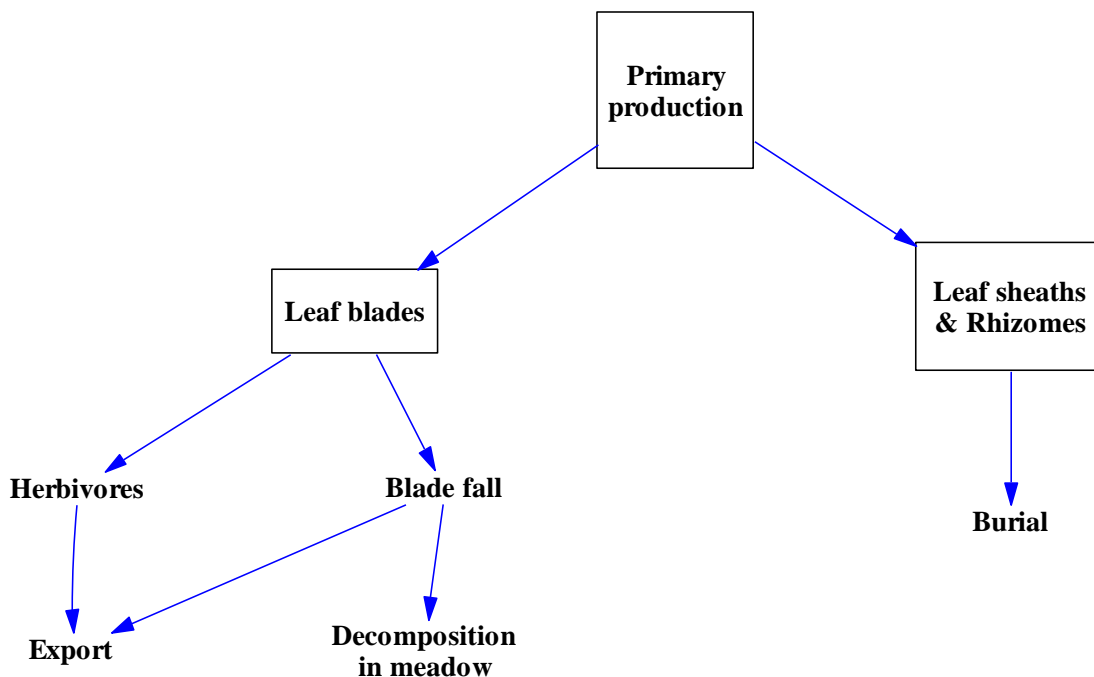 Primary
production
Leaf blades
Leaf sheaths
& Rhizomes
Herbivores
Blade fall
Burial
Export
Decomposition
in meadow